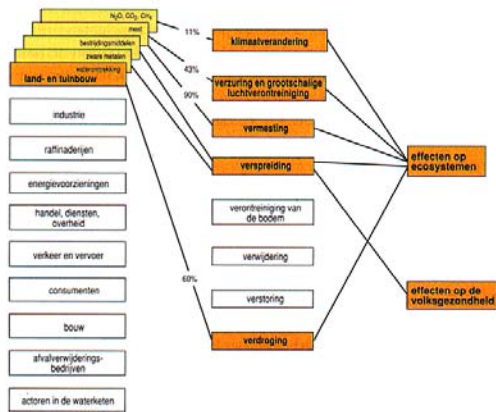 N₂O, CO₂, CH₄
mest
bestrijdingsmiddelen
zware metalen
wateronttrekking
land- en tuinbouw
industrie
raffinaderijen
energievoorzieningen
handel, diensten,
overheid
verkeer en vervoer
consumenten
bouw
afvalverwijderings-
bedrijven
actoren in de waterketen
11%
43%
90%
60%
klimaatverandering
verzuring en grootschalige
luchtverontreiniging
vermesting
verspreiding
verontreiniging van
de bodem
verwijdering
verstoring
verdroging
effecten op
ecosystemen
effecten op de
volksgezondheid